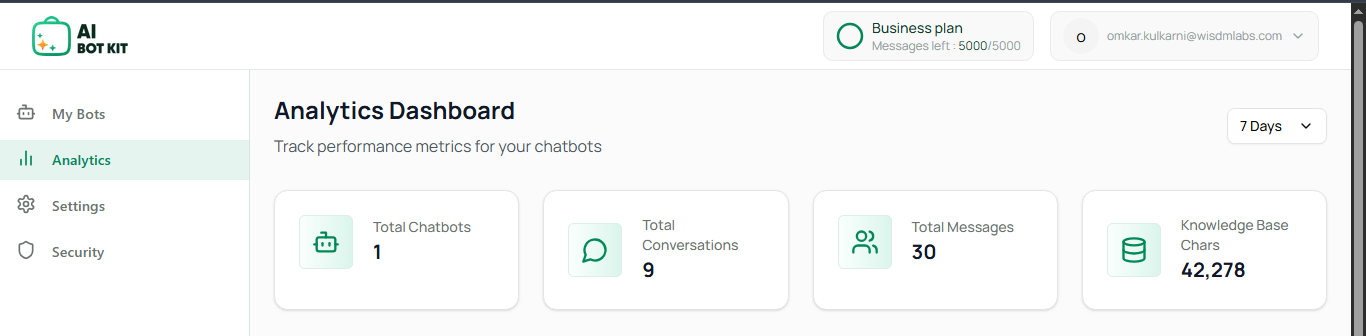 AI
BOT KIT
Business plan
Messages left : 5000/5000
O
omkar.kulkarni@wisdmlabs.com
My Bots
Analytics
Settings
Security
Analytics Dashboard
Track performance metrics for your chatbots
7 Days
Total Chatbots
1
Total
Conversations
9
Total Messages
30
Knowledge Base
Chars
42,278